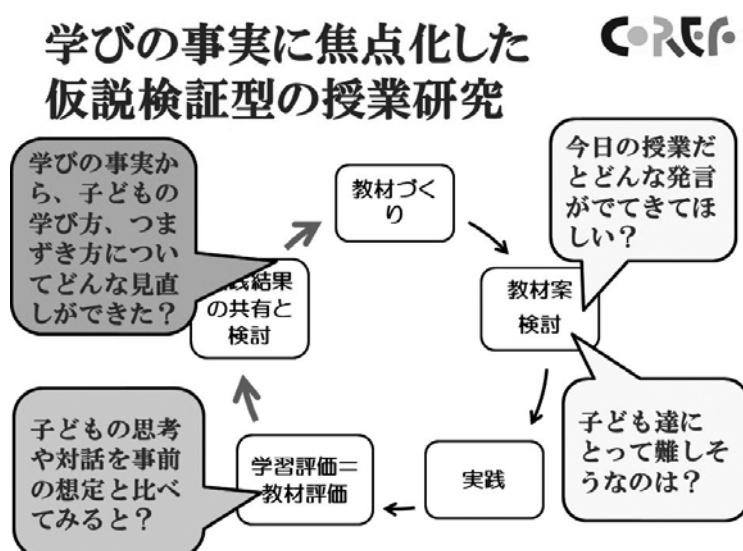 学びの事実に焦点化した
仮説検証型の授業研究
CoREF
学びの事実か
ら、子どもの
学び方、つま
ずき方につい
てどんな見直
しができた?
教材づく
り
今日の授業だ
とどんな発言
がでてきてほ
しい?
教材案
検討
結果
の共有と
検討
子どもの思考
や対話を事前
の想定と比べ
てみると?
学習評価=
教材評価
実践
子ども達に
とって難しそ
うなのは?